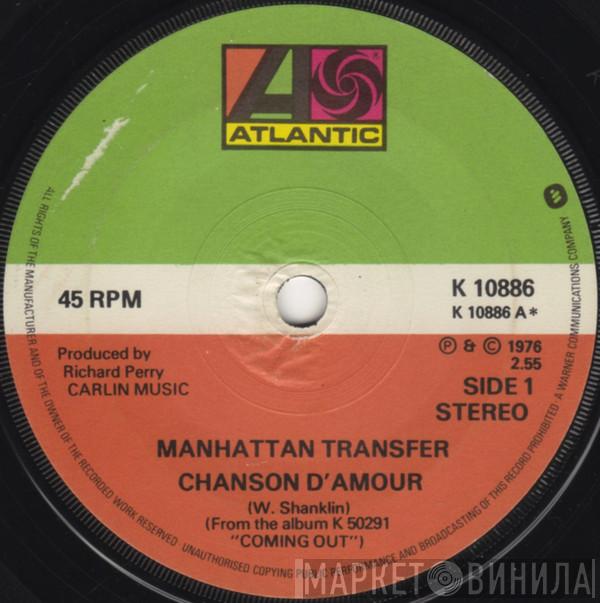 ATLANTIC
45 RPM
K 10886
K 10886 A*
Produced by
Richard Perry
CARLIN MUSIC
Ⓟ & © 1976
2.55
SIDE 1
STEREO
MANHATTAN TRANSFER
CHANSON D'AMOUR
(W. Shanklin)
(From the album K 50291
"COMING OUT")
ALL RIGHTS OF THE MANUFACTURER AND OF THE OWNER OF THE RECORDED WORK RESERVED. UNAUTHORISED COPYING PUBLIC PERFORMANCE AND BROADCASTING OF THIS RECORD PROHIBITED. A WARNER COMMUNICATIONS COMPANY
МАРКЕТ ВИНИЛА